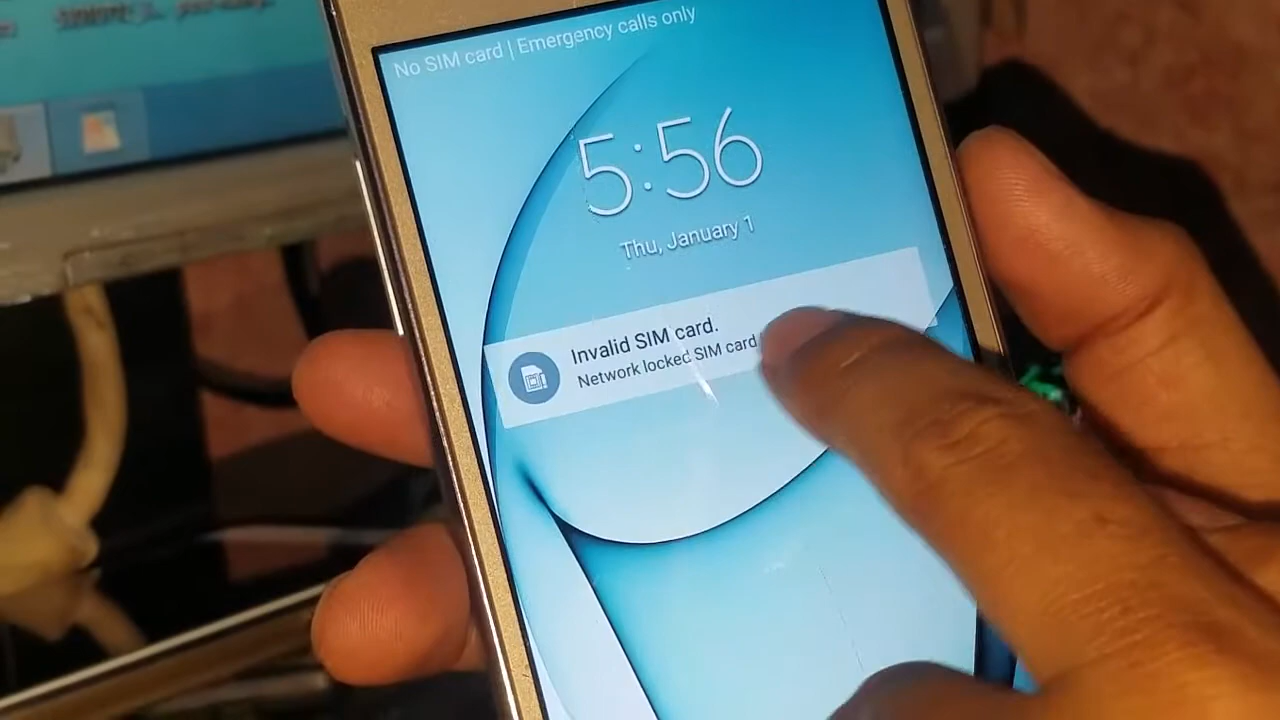 No SIM card | Emergency calls only
5:56
Thu, January 1
Invalid SIM card.
Network locked SIM card